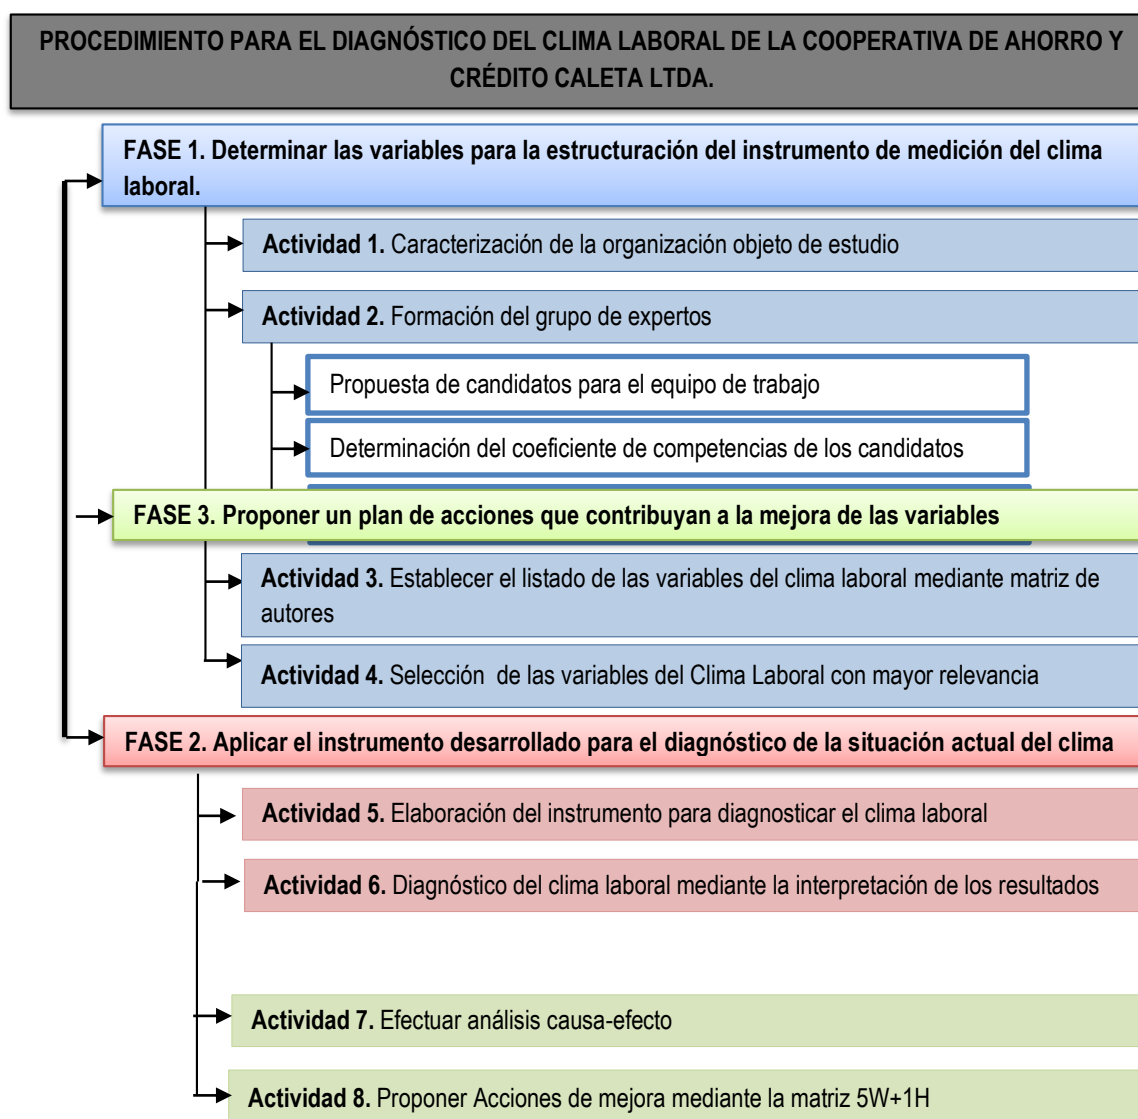 PROCEDIMIENTO PARA EL DIAGNÓSTICO DEL CLIMA LABORAL DE LA COOPERATIVA DE AHORRO Y
CRÉDITO CALETA LTDA.
FASE 1. Determinar las variables para la estructuración del instrumento de medición del clima
laboral.
Actividad 1. Caracterización de la organización objeto de estudio
Actividad 2. Formación del grupo de expertos
Propuesta de candidatos para el equipo de trabajo
Determinación del coeficiente de competencias de los candidatos
FASE 3. Proponer un plan de acciones que contribuyan a la mejora de las variables
Actividad 3. Establecer el listado de las variables del clima laboral mediante matriz de
autores
Actividad 4. Selección  de las variables del Clima Laboral con mayor relevancia
FASE 2. Aplicar el instrumento desarrollado para el diagnóstico de la situación actual del clima
Actividad 5. Elaboración del instrumento para diagnosticar el clima laboral
Actividad 6. Diagnóstico del clima laboral mediante la interpretación de los resultados
Actividad 7. Efectuar análisis causa-efecto
Actividad 8. Proponer Acciones de mejora mediante la matriz 5W+1H